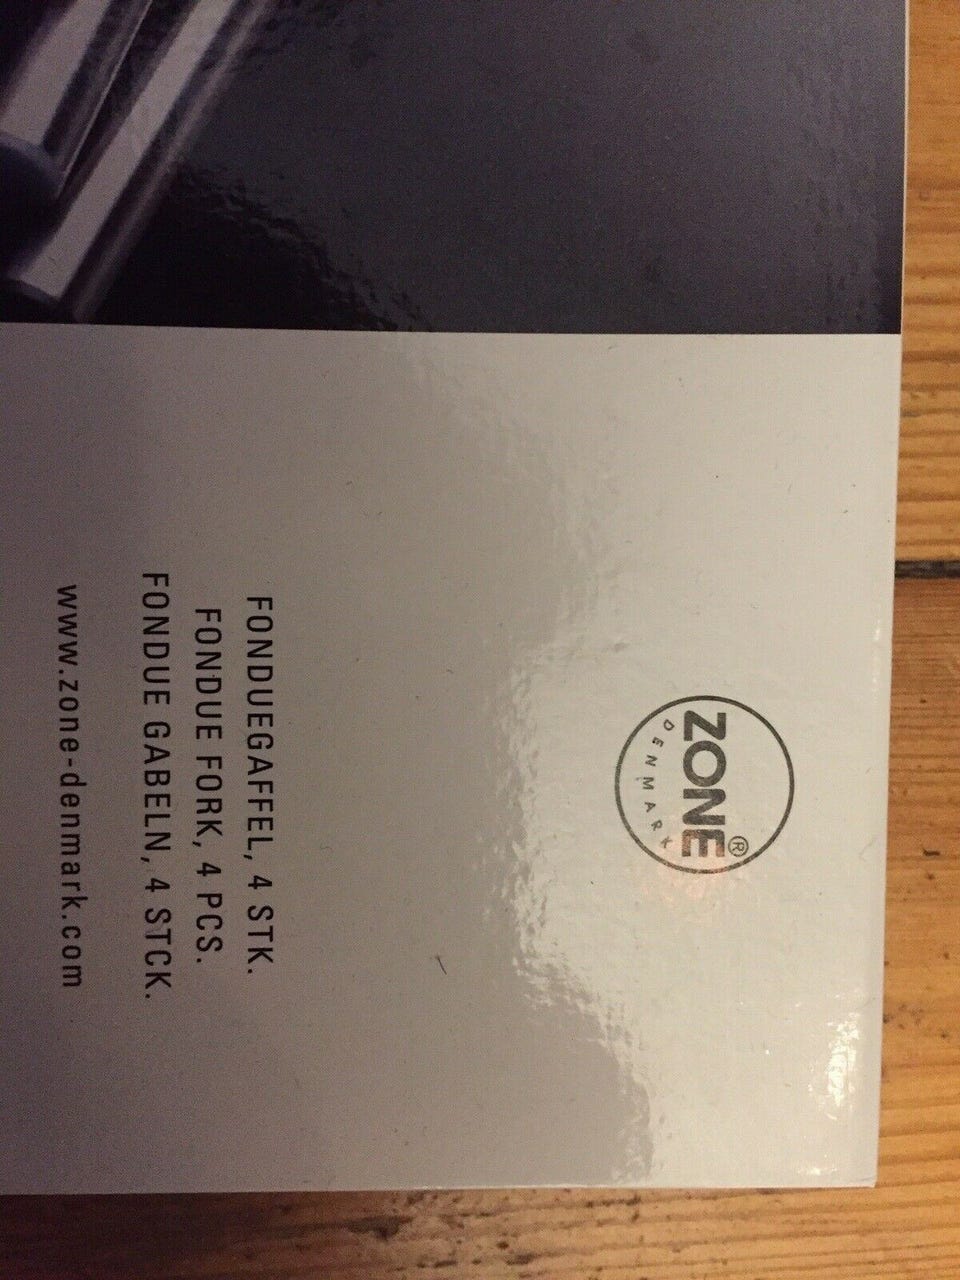 ZONE®
DENMARK
FONDUEGAFFEL, 4 STK.
FONDUE FORK, 4 PCS.
FONDUE GABELN, 4 STCK.
www.zone-denmark.com